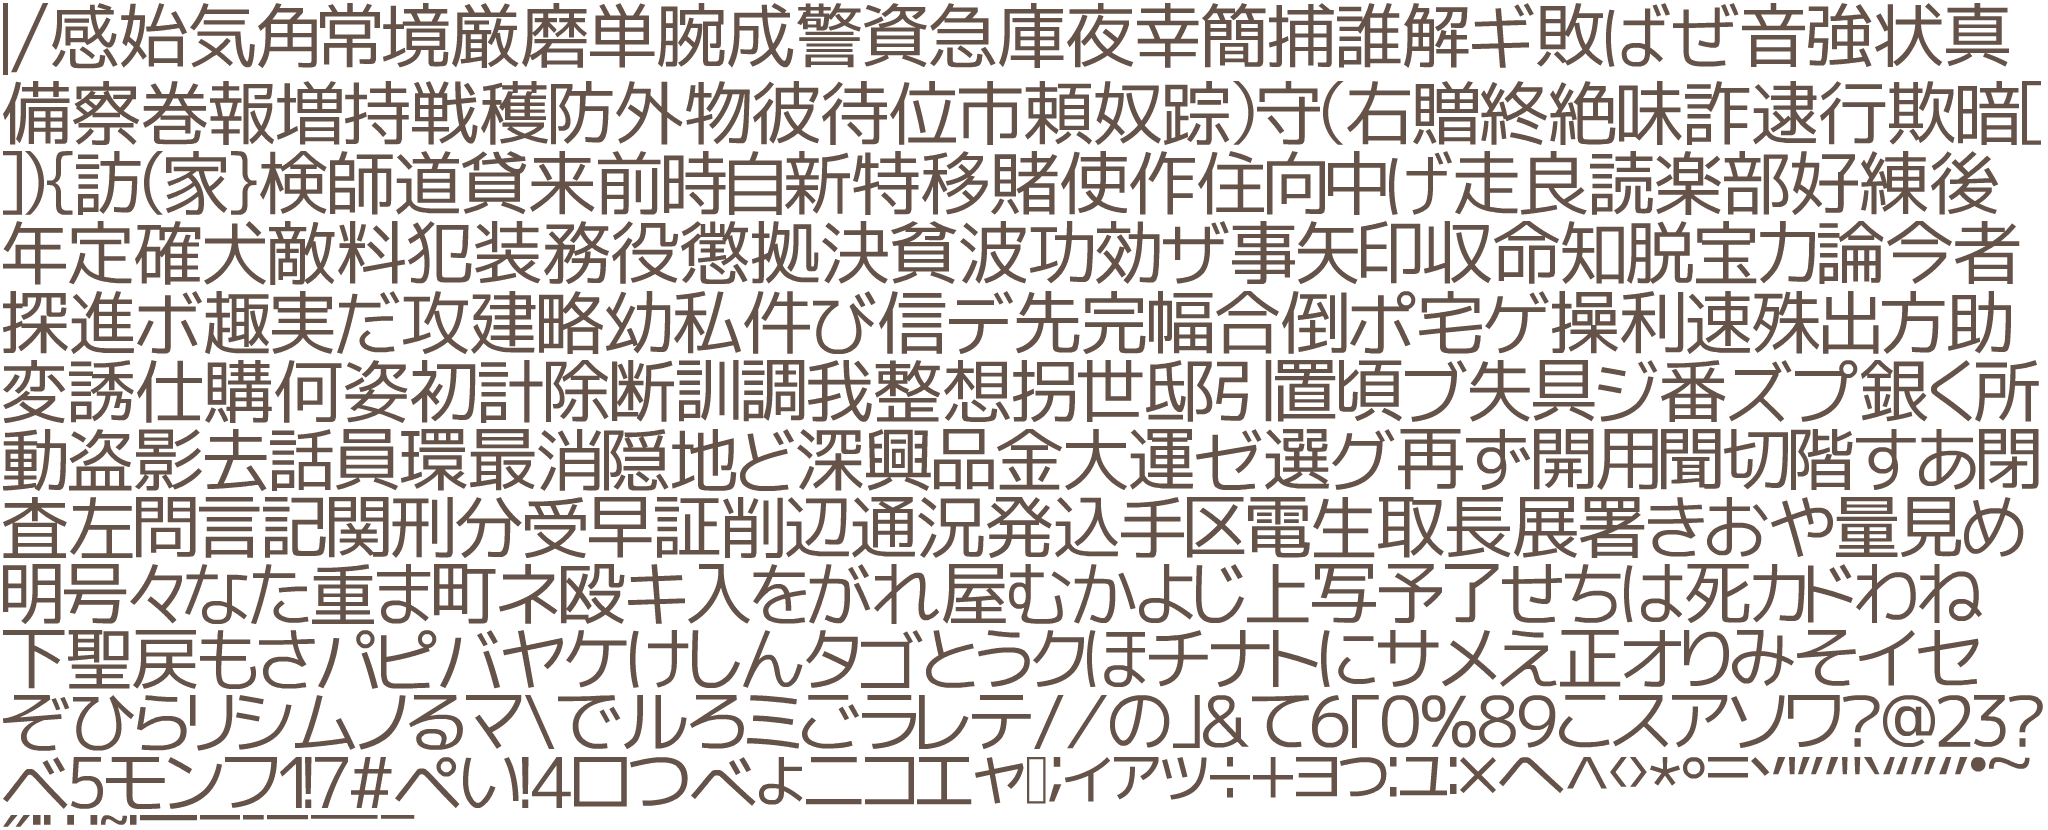 |/感始気角常境厳磨単腕成警資急庫夜幸簡捕誰解ギ敗ばぜ音強状真
備察巻報増持戦穫防外物彼待位市頼奴踪)守(右贈終絶味詐逮行欺暗[
]){訪(家}検師道貸来前時自新特移賭使作住向中げ走良読楽部好練後
年定確犬敵料犯装務役懲拠決貧波功効ザ事矢印収命知脱宝力論今者
探進ボ趣実だ攻建略幼私件び信デ先完幅合倒ポ宅ゲ操利速殊出方助
変誘仕購何姿初計除断訓調我整想拐世邸引置頃ブ失具ジ番ズプ銀く所
動盗影去話員環最消隠地ど深興品金大運ゼ選グ再ず開用聞切階すあ閉
査左問言記関刑分受早証削辺通況発込手区電生取長展署きおや量見め
明号々なた重ま町ネ殴キ入をがれ屋むかよじ上写予了せちは死カドわね
下聖戻もさパピバヤケけしんタゴとうクほチナトにサメえ正オりみそイセ
ぞひらリシムノるマ\でルろミごラレテ//の」&て6「0%89こスァソワ?@23?
べ5モンフ1!7#ぺい!4□つベょニコエャ;ィァッ÷+ヨっ:ユ:×へ^‹›*°=